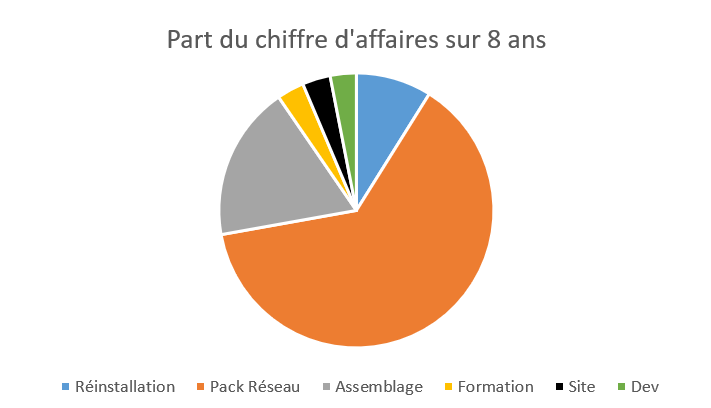 Part du chiffre d'affaires sur 8 ans
Réinstallation Pack Réseau Assemblage Formation Site Dev